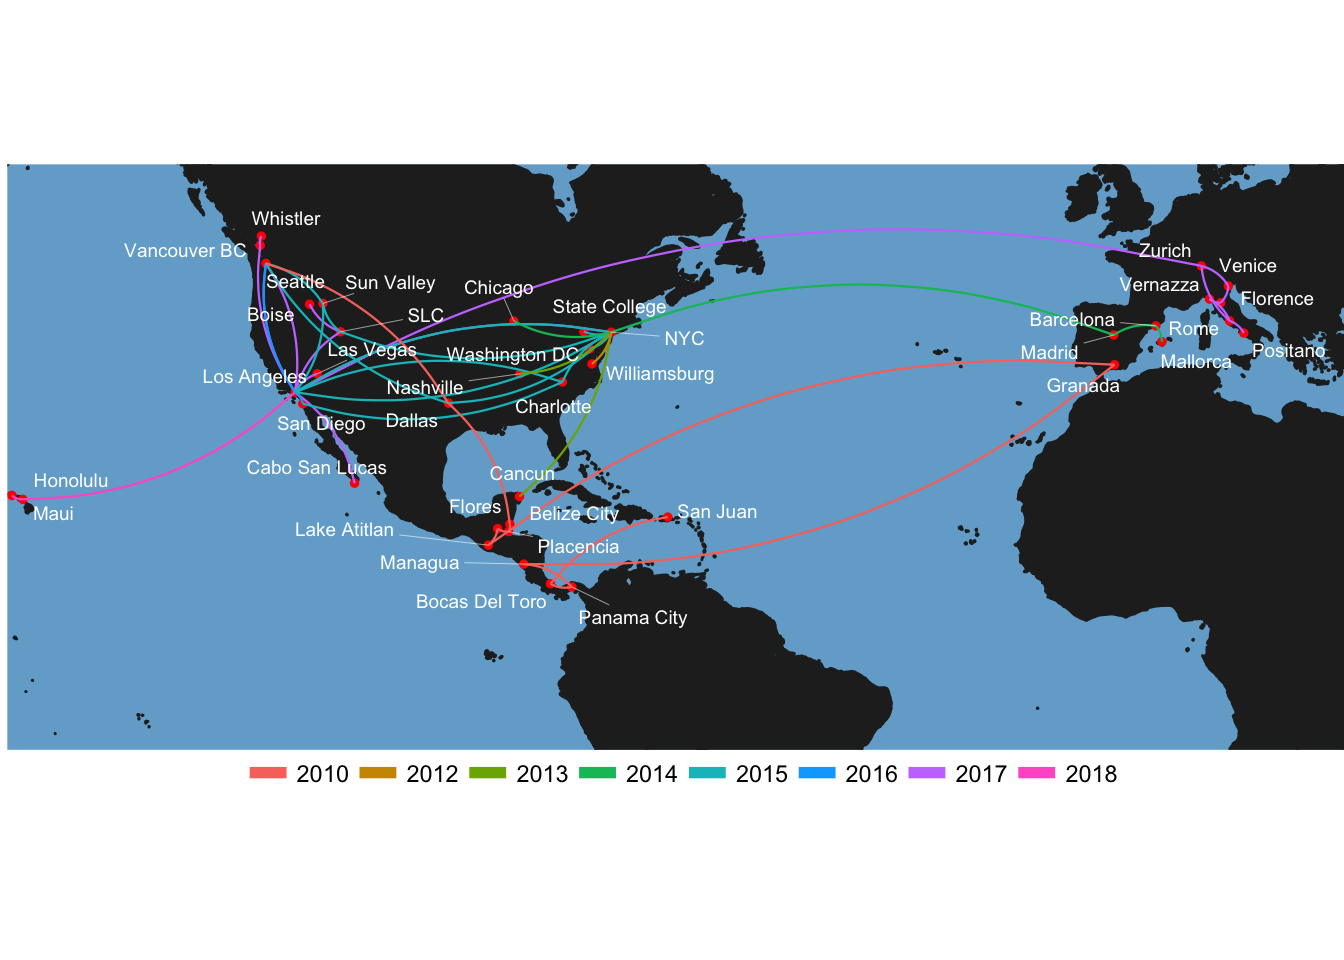 Whistler
Vancouver BC
Zurich
Venice
Seattle
Sun Valley
Chicago
Vernazza
Florence
State College
Boise
SLC
Barcelona
Rome
NYC
Las Vegas
Washington DC
Madrid
Positano
Mallorca
Los Angeles
Nashville
Williamsburg
Granada
Charlotte
San Diego
Dallas
Cabo San Lucas
Cancun
Honolulu
Maui
Flores
Belize City
San Juan
Lake Atitlan
Placencia
Managua
Bocas Del Toro
Panama City
2010 2012 2013 2014 2015 2016 2017 2018